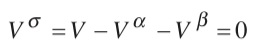 V^σ = V − V^α − V^β = 0